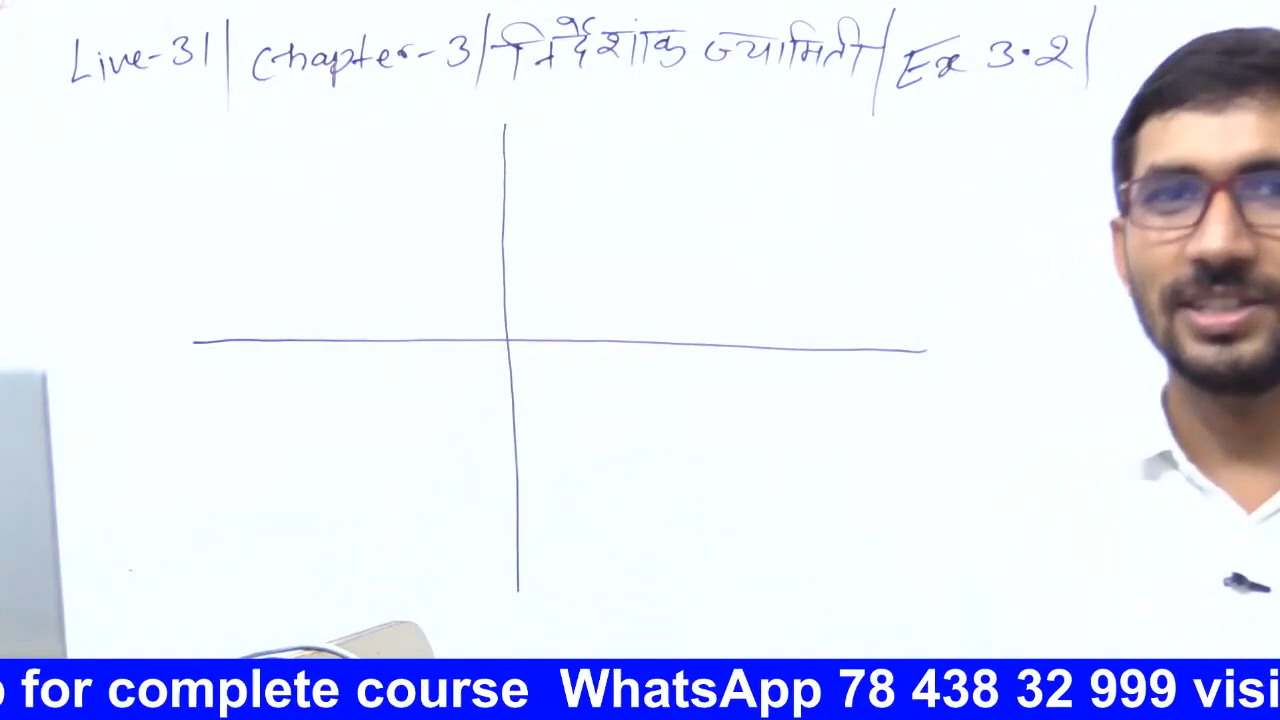 Live-31| Chapter-3| निर्देशांक ज्यामिती| Ex 3.2|
for complete course WhatsApp 78 438 32 999 visi